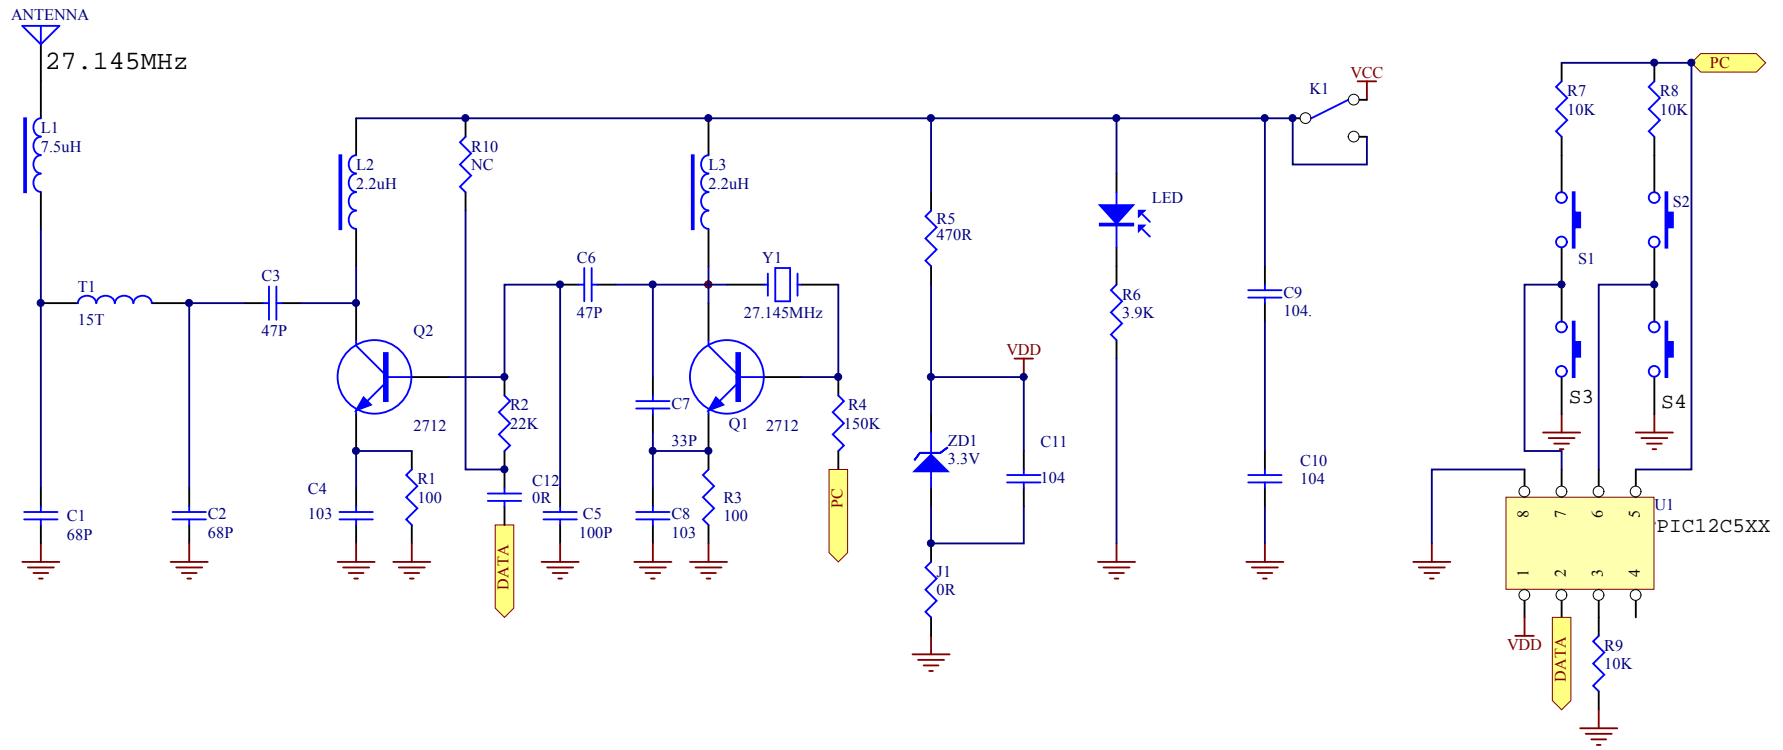 ANTENNA
27.145MHz
L1
7.5uH
T1
15T
C1
68P
C2
68P
C3
47P
L2
2.2uH
R10
NC
Q2
2712
C4
103
R1
100
R2
22K
C12
0R
DATA
C6
47P
C5
100P
L3
2.2uH
Y1
27.145MHz
C7
33P
Q1
2712
C8
103
R3
100
R4
150K
PC
R5
470R
VDD
ZD1
3.3V
C11
104
J1
0R
LED
R6
3.9K
K1
VCC
C9
104.
C10
104
PC
R7
10K
R8
10K
S1
S2
S3
S4
U1
PIC12C5XX
8
7
6
5
1
2
3
4
VDD
DATA
R9
10K